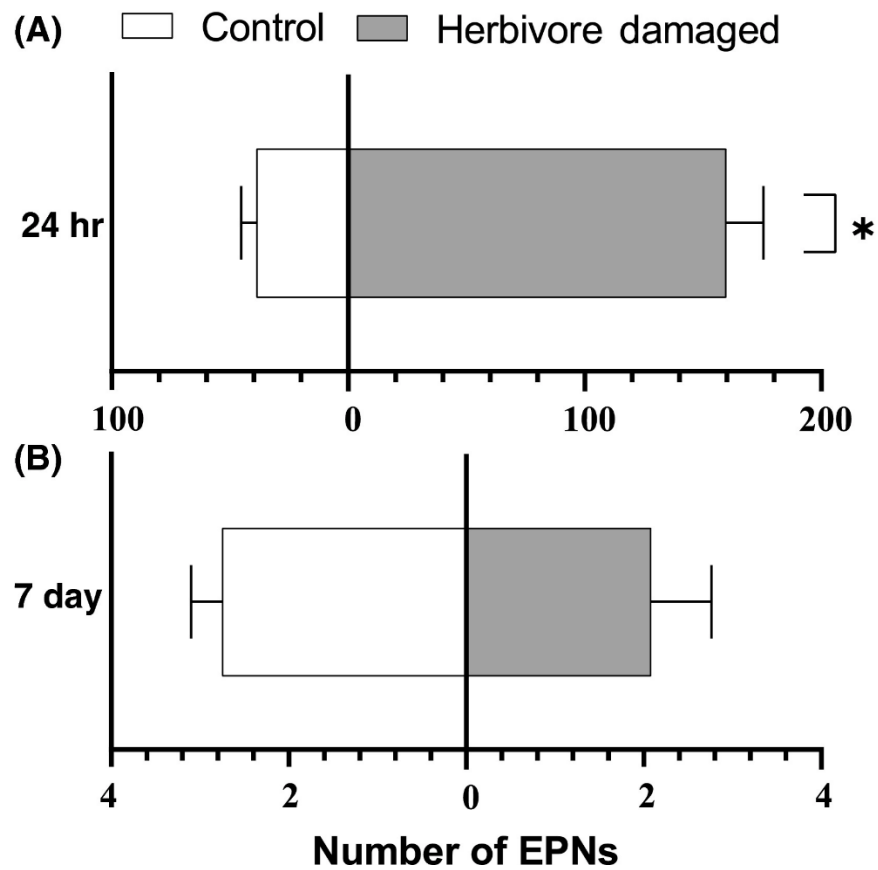 (A) Control Herbivore damaged
24 hr
*
100 0 100 200
(B)
7 day
4 2 0 2 4
Number of EPNs